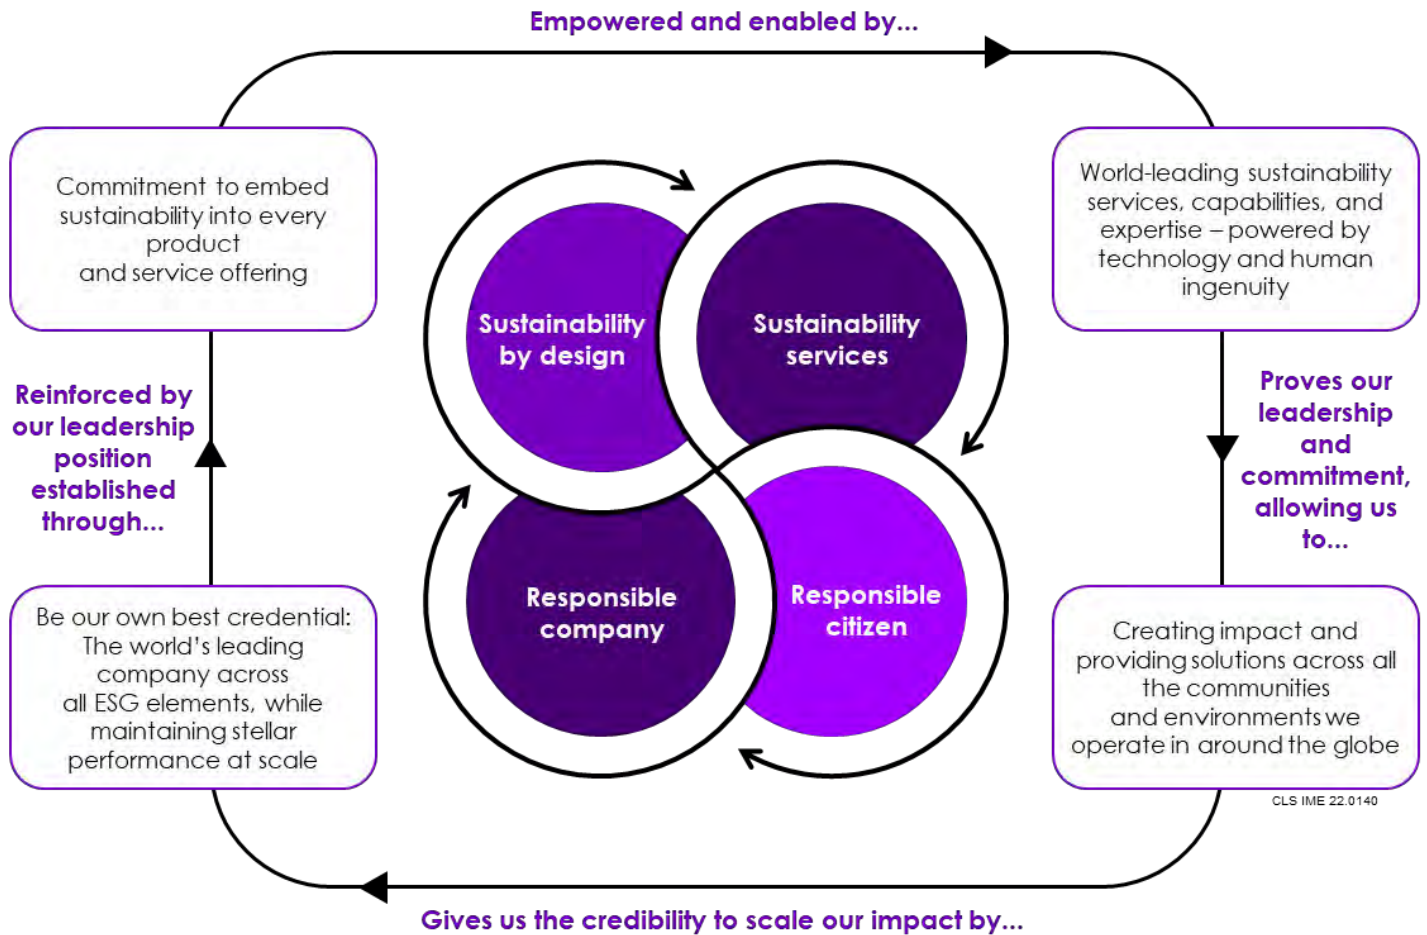 Empowered and enabled by...
Commitment to embed
sustainability into every
product
and service offering
World-leading sustainability
services, capabilities, and
expertise – powered by
technology and human
ingenuity
Sustainability
by design
Sustainability
services
Reinforced by
our leadership
position
established
through...
Proves our
leadership
and
commitment,
allowing us
to...
Responsible
company
Responsible
citizen
Be our own best credential:
The world's leading
company across
all ESG elements, while
maintaining stellar
performance at scale
Creating impact and
providing solutions across all
the communities
and environments we
operate in around the globe
CLS IME 22.0140
Gives us the credibility to scale our impact by...